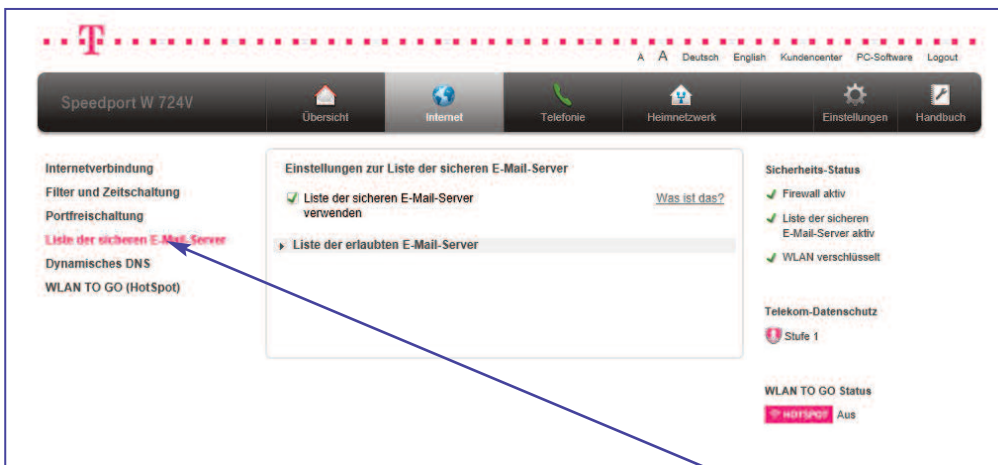 T
A A Deutsch English Kundencenter PC-Software Logout
Speedport W 724V
Übersicht
Internet
Telefonie
Heimnetzwerk
Einstellungen
Handbuch
Internetverbindung
Filter und Zeitschaltung
Portfreischaltung
Liste der sicheren E-Mail-Server
Dynamisches DNS
WLAN TO GO (HotSpot)
Einstellungen zur Liste der sicheren E-Mail-Server
Liste der sicheren E-Mail-Server
verwenden
Was ist das?
Liste der erlaubten E-Mail-Server
Sicherheits-Status
Firewall aktiv
Liste der sicheren
E-Mail-Server aktiv
WLAN verschlüsselt
Telekom-Datenschutz
Stufe 1
WLAN TO GO Status
HOTSPOT Aus